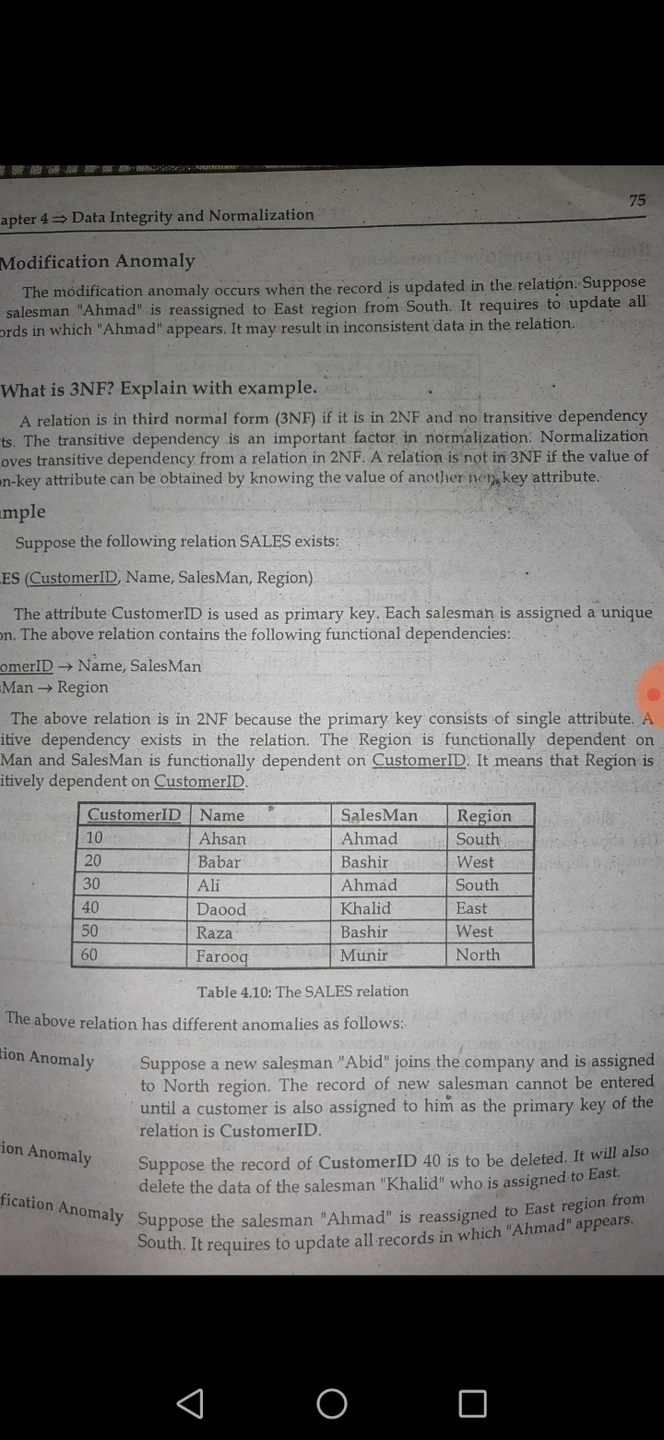 75
apter 4 ⇒ Data Integrity and Normalization
Modification Anomaly
The modification anomaly occurs when the record is updated in the relation. Suppose
salesman "Ahmad" is reassigned to East region from South. It requires to update all
ords in which "Ahmad" appears. It may result in inconsistent data in the relation.
What is 3NF? Explain with example.
A relation is in third normal form (3NF) if it is in 2NF and no transitive dependency
ts. The transitive dependency is an important factor in normalization. Normalization
oves transitive dependency from a relation in 2NF. A relation is not in 3NF if the value of
n-key attribute can be obtained by knowing the value of another non key attribute.
mple
Suppose the following relation SALES exists:
ES (CustomerID, Name, SalesMan, Region)
The attribute CustomerID is used as primary key. Each salesman is assigned a unique
on. The above relation contains the following functional dependencies:
omerID → Name, SalesMan
Man → Region
The above relation is in 2NF because the primary key consists of single attribute. A
itive dependency exists in the relation. The Region is functionally dependent on
Man and SalesMan is functionally dependent on CustomerID. It means that Region is
itively dependent on CustomerID.
CustomerID Name SalesMan Region
10 Ahsan Ahmad South
20 Babar Bashir West
30 Ali Ahmad South
40 Daood Khalid East
50 Raza Bashir West
60 Farooq Munir North
Table 4.10: The SALES relation
The above relation has different anomalies as follows:
tion Anomaly Suppose a new salesman "Abid" joins the company and is assigned
to North region. The record of new salesman cannot be entered
until a customer is also assigned to him as the primary key of the
relation is CustomerID.
ion Anomaly Suppose the record of CustomerID 40 is to be deleted. It will also
delete the data of the salesman "Khalid" who is assigned to East.
fication Anomaly Suppose the salesman "Ahmad" is reassigned to East region from
South. It requires to update all records in which "Ahmad" appears.